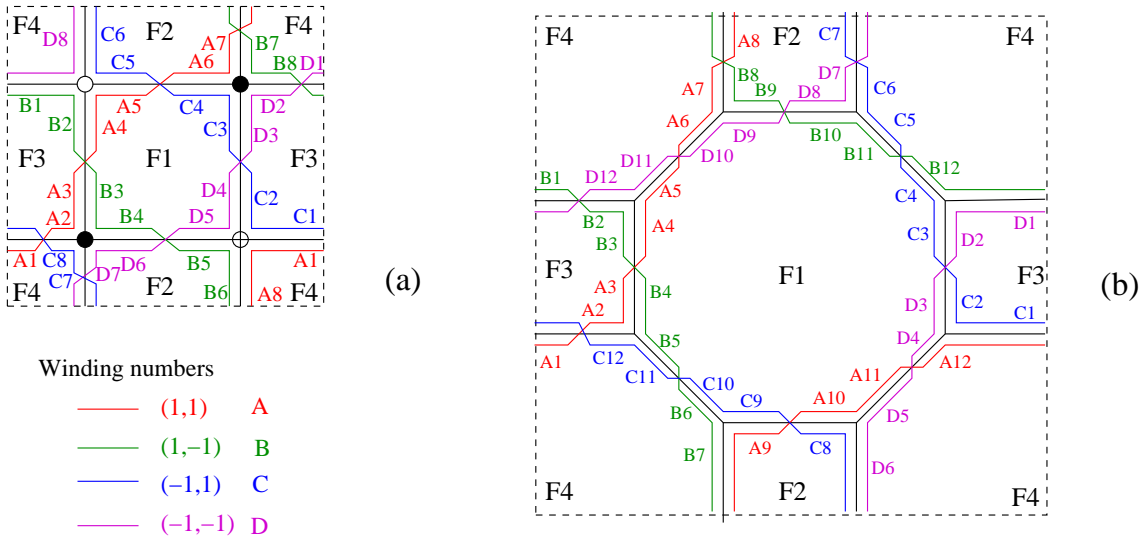 F4 C6 F2 A7 B7 F4
D8 C5 A6 B8 D1
B1 A5 C4 D2
B2 A4 C3 D3
F3 F1 F3
A3 B3 D4 C2
A2 B4 D5 C1
A1 C8 D6 B5 A1
C7 D7
F4 F2 B6 A8 F4
(a)
Winding numbers
(1,1) A
(1,−1) B
(−1,1) C
(−1,−1) D
F4 A8 F2 C7 F4
A7 B8 B9 D8 D7 C6
A6 D9 B10 C5
D11 D10 B11 B12
B1 D12 A5 C4
B2 A4 D1
B3 C3 D2
F3 F1 F3
A3 B4 D3 C2
A2 C1
A1 C12 B5 D4
C11 C10 A11 A12
B6 C9 A10 D5
B7 A9 C8 D6
F4 F2 F4
(b)